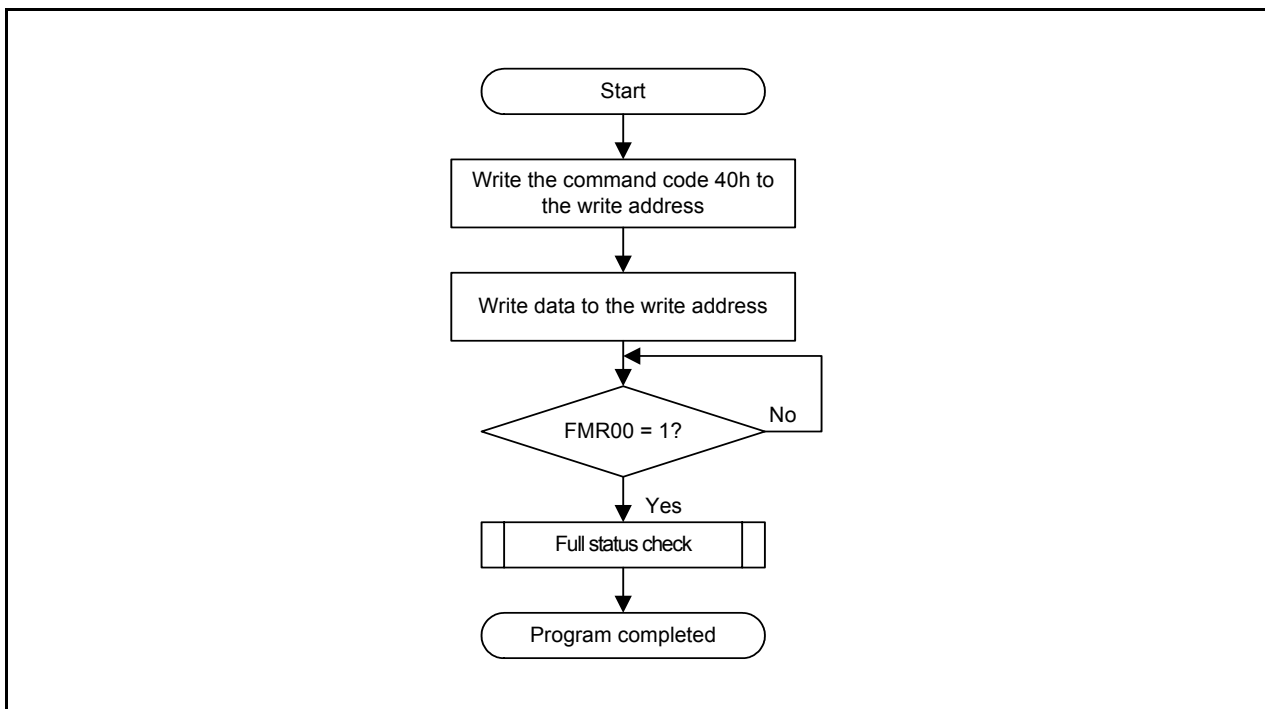 Start
Write the command code 40h to
the write address
Write data to the write address
FMR00 = 1?
No
Yes
Full status check
Program completed